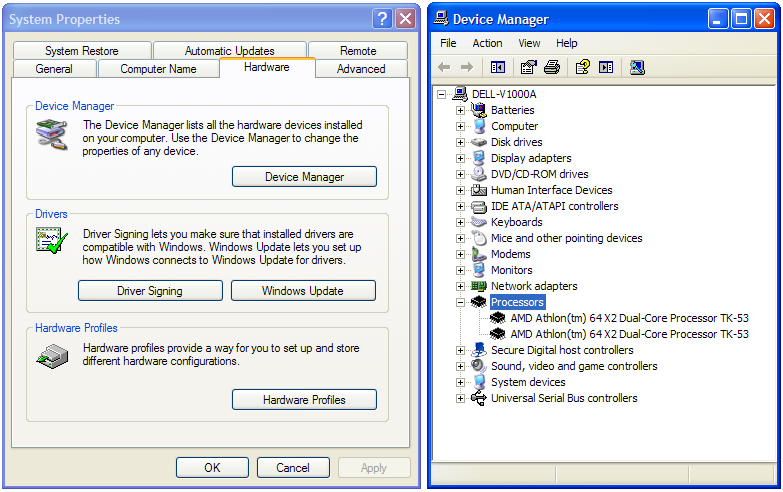 System Properties
System Restore
Automatic Updates
Remote
General
Computer Name
Hardware
Advanced
Device Manager
The Device Manager lists all the hardware devices installed
on your computer. Use the Device Manager to change the
properties of any device.
Device Manager
Drivers
Driver Signing lets you make sure that installed drivers are
compatible with Windows. Windows Update lets you set up
how Windows connects to Windows Update for drivers.
Driver Signing
Windows Update
Hardware Profiles
Hardware profiles provide a way for you to set up and store
different hardware configurations.
Hardware Profiles
OK
Cancel
Apply
Device Manager
File Action View Help
DELL-V1000A
Batteries
Computer
Disk drives
Display adapters
DVD/CD-ROM drives
Human Interface Devices
IDE ATA/ATAPI controllers
Keyboards
Mice and other pointing devices
Modems
Monitors
Network adapters
Processors
AMD Athlon(tm) 64 X2 Dual-Core Processor TK-53
AMD Athlon(tm) 64 X2 Dual-Core Processor TK-53
Secure Digital host controllers
Sound, video and game controllers
System devices
Universal Serial Bus controllers